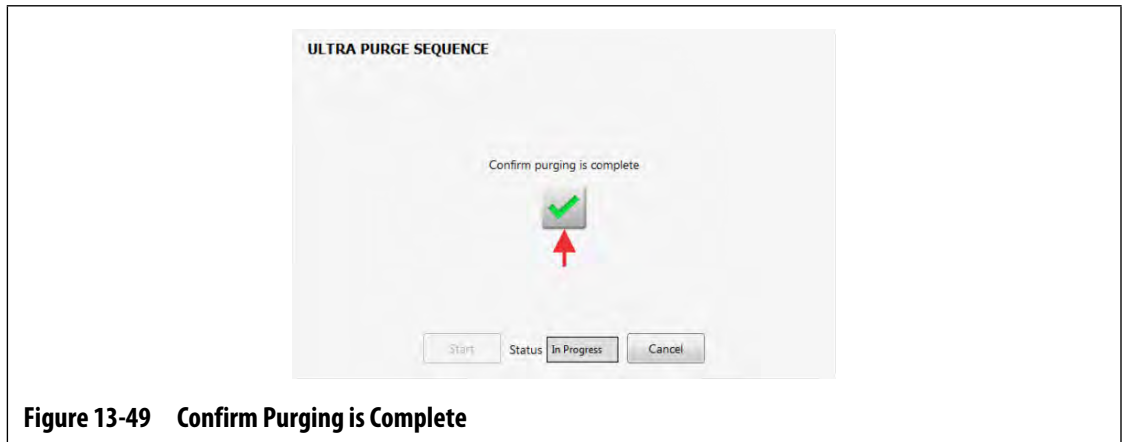 ULTRA PURGE SEQUENCE
Confirm purging is complete
Start Status In Progress Cancel
Figure 13-49 Confirm Purging is Complete